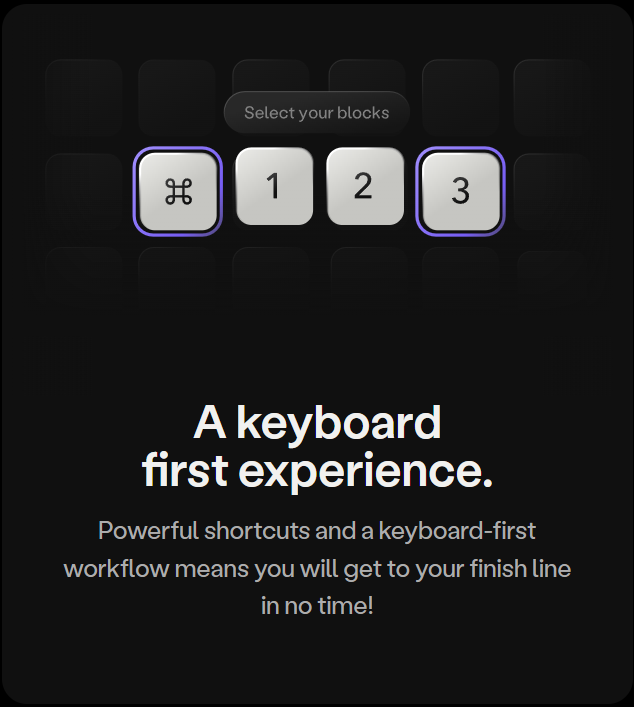 Select your blocks
⌘ 1 2 3
A keyboard
first experience.
Powerful shortcuts and a keyboard-first
workflow means you will get to your finish line
in no time!